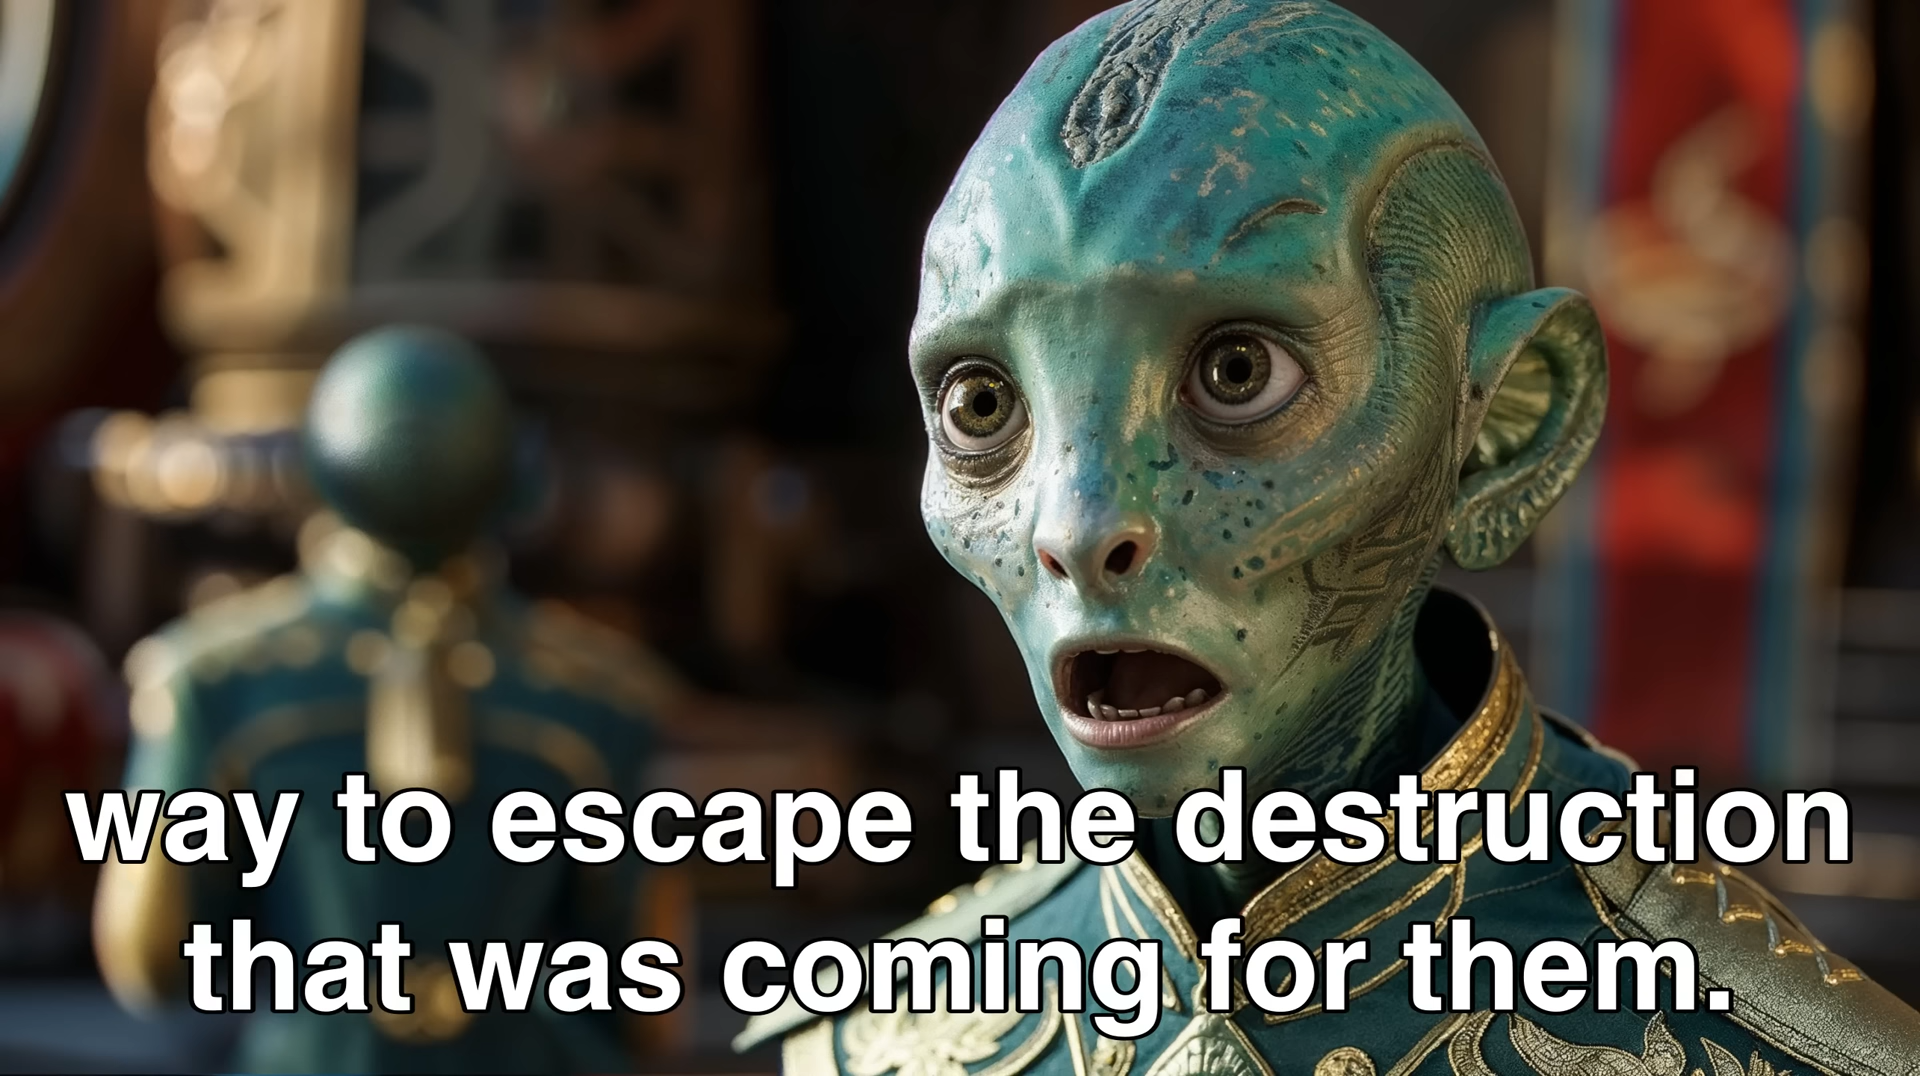 way to escape the destruction
that was coming for them.